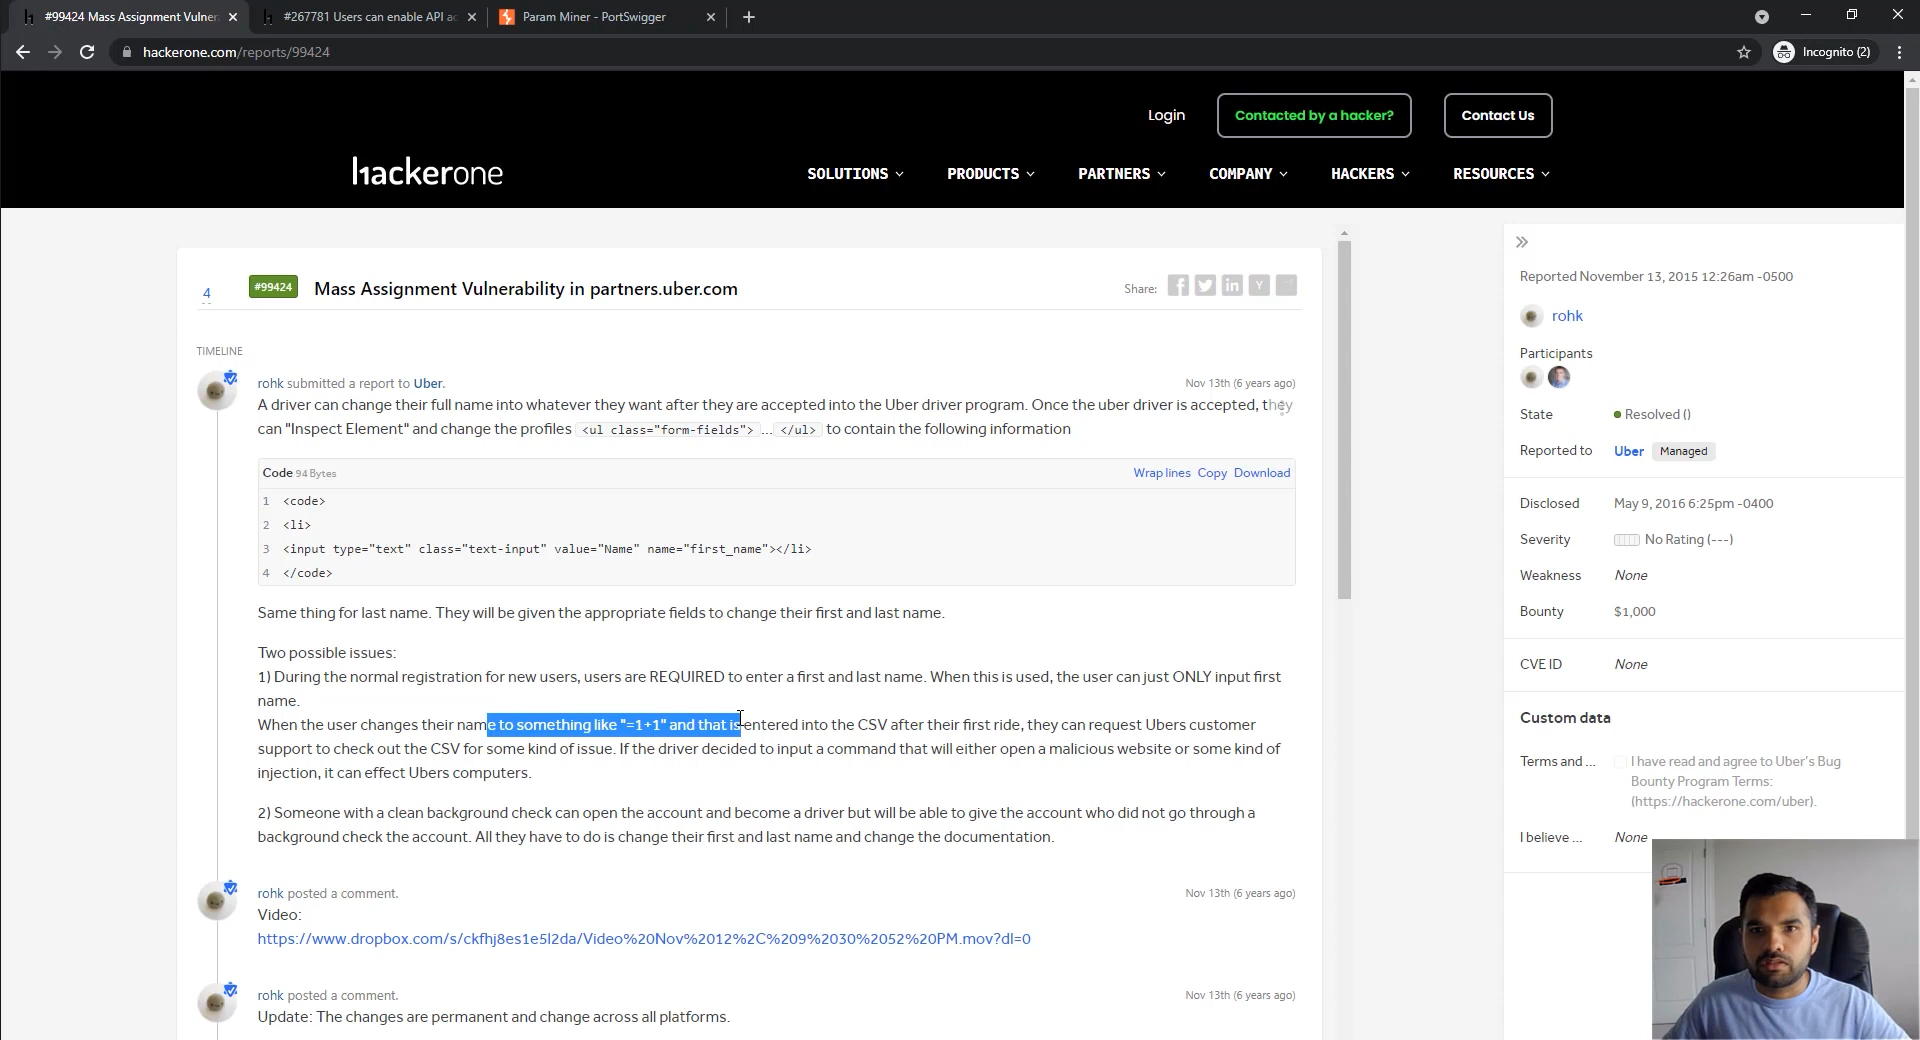 #99424 Mass Assignment Vulnera
#267781 Users can enable API ac
Param Miner - PortSwigger
hackerone.com/reports/99424
Incognito (2)
Login
Contacted by a hacker?
Contact Us
hackerone
SOLUTIONS
PRODUCTS
PARTNERS
COMPANY
HACKERS
RESOURCES
4
#99424
Mass Assignment Vulnerability in partners.uber.com
Share:
TIMELINE
rohk submitted a report to Uber.
Nov 13th (6 years ago)
A driver can change their full name into whatever they want after they are accepted into the Uber driver program. Once the uber driver is accepted, they
can "Inspect Element" and change the profiles <ul class="form-fields"> ... </ul> to contain the following information
Code 94 Bytes
Wrap lines Copy Download
1 <code>
2 <li>
3 <input type="text" class="text-input" value="Name" name="first_name"></li>
4 </code>
Same thing for last name. They will be given the appropriate fields to change their first and last name.
Two possible issues:
1) During the normal registration for new users, users are REQUIRED to enter a first and last name. When this is used, the user can just ONLY input first
name.
When the user changes their name to something like "=1+1" and that is entered into the CSV after their first ride, they can request Ubers customer
support to check out the CSV for some kind of issue. If the driver decided to input a command that will either open a malicious website or some kind of
injection, it can effect Ubers computers.
2) Someone with a clean background check can open the account and become a driver but will be able to give the account who did not go through a
background check the account. All they have to do is change their first and last name and change the documentation.
rohk posted a comment.
Nov 13th (6 years ago)
Video:
https://www.dropbox.com/s/ckfhj8es1e5l2da/Video%20Nov%2012%2C%209%2030%2052%20PM.mov?dl=0
rohk posted a comment.
Nov 13th (6 years ago)
Update: The changes are permanent and change across all platforms.
Reported November 13, 2015 12:26am -0500
rohk
Participants
State
Resolved ()
Reported to
Uber Managed
Disclosed
May 9, 2016 6:25pm -0400
Severity
No Rating (---)
Weakness
None
Bounty
$1,000
CVE ID
None
Custom data
Terms and ...
I have read and agree to Uber's Bug
Bounty Program Terms:
(https://hackerone.com/uber).
I believe ...
None